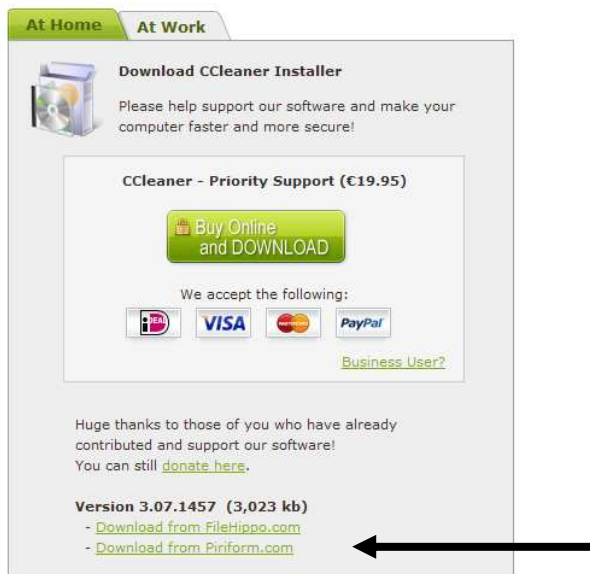 At Home
At Work
Download CCleaner Installer
Please help support our software and make your
computer faster and more secure!
CCleaner - Priority Support (€19.95)
Buy Online
and DOWNLOAD
We accept the following:
iDEAL VISA MasterCard PayPal
Business User?
Huge thanks to those of you who have already
contributed and support our software!
You can still donate here.
Version 3.07.1457 (3,023 kb)
- Download from FileHippo.com
- Download from Piriform.com